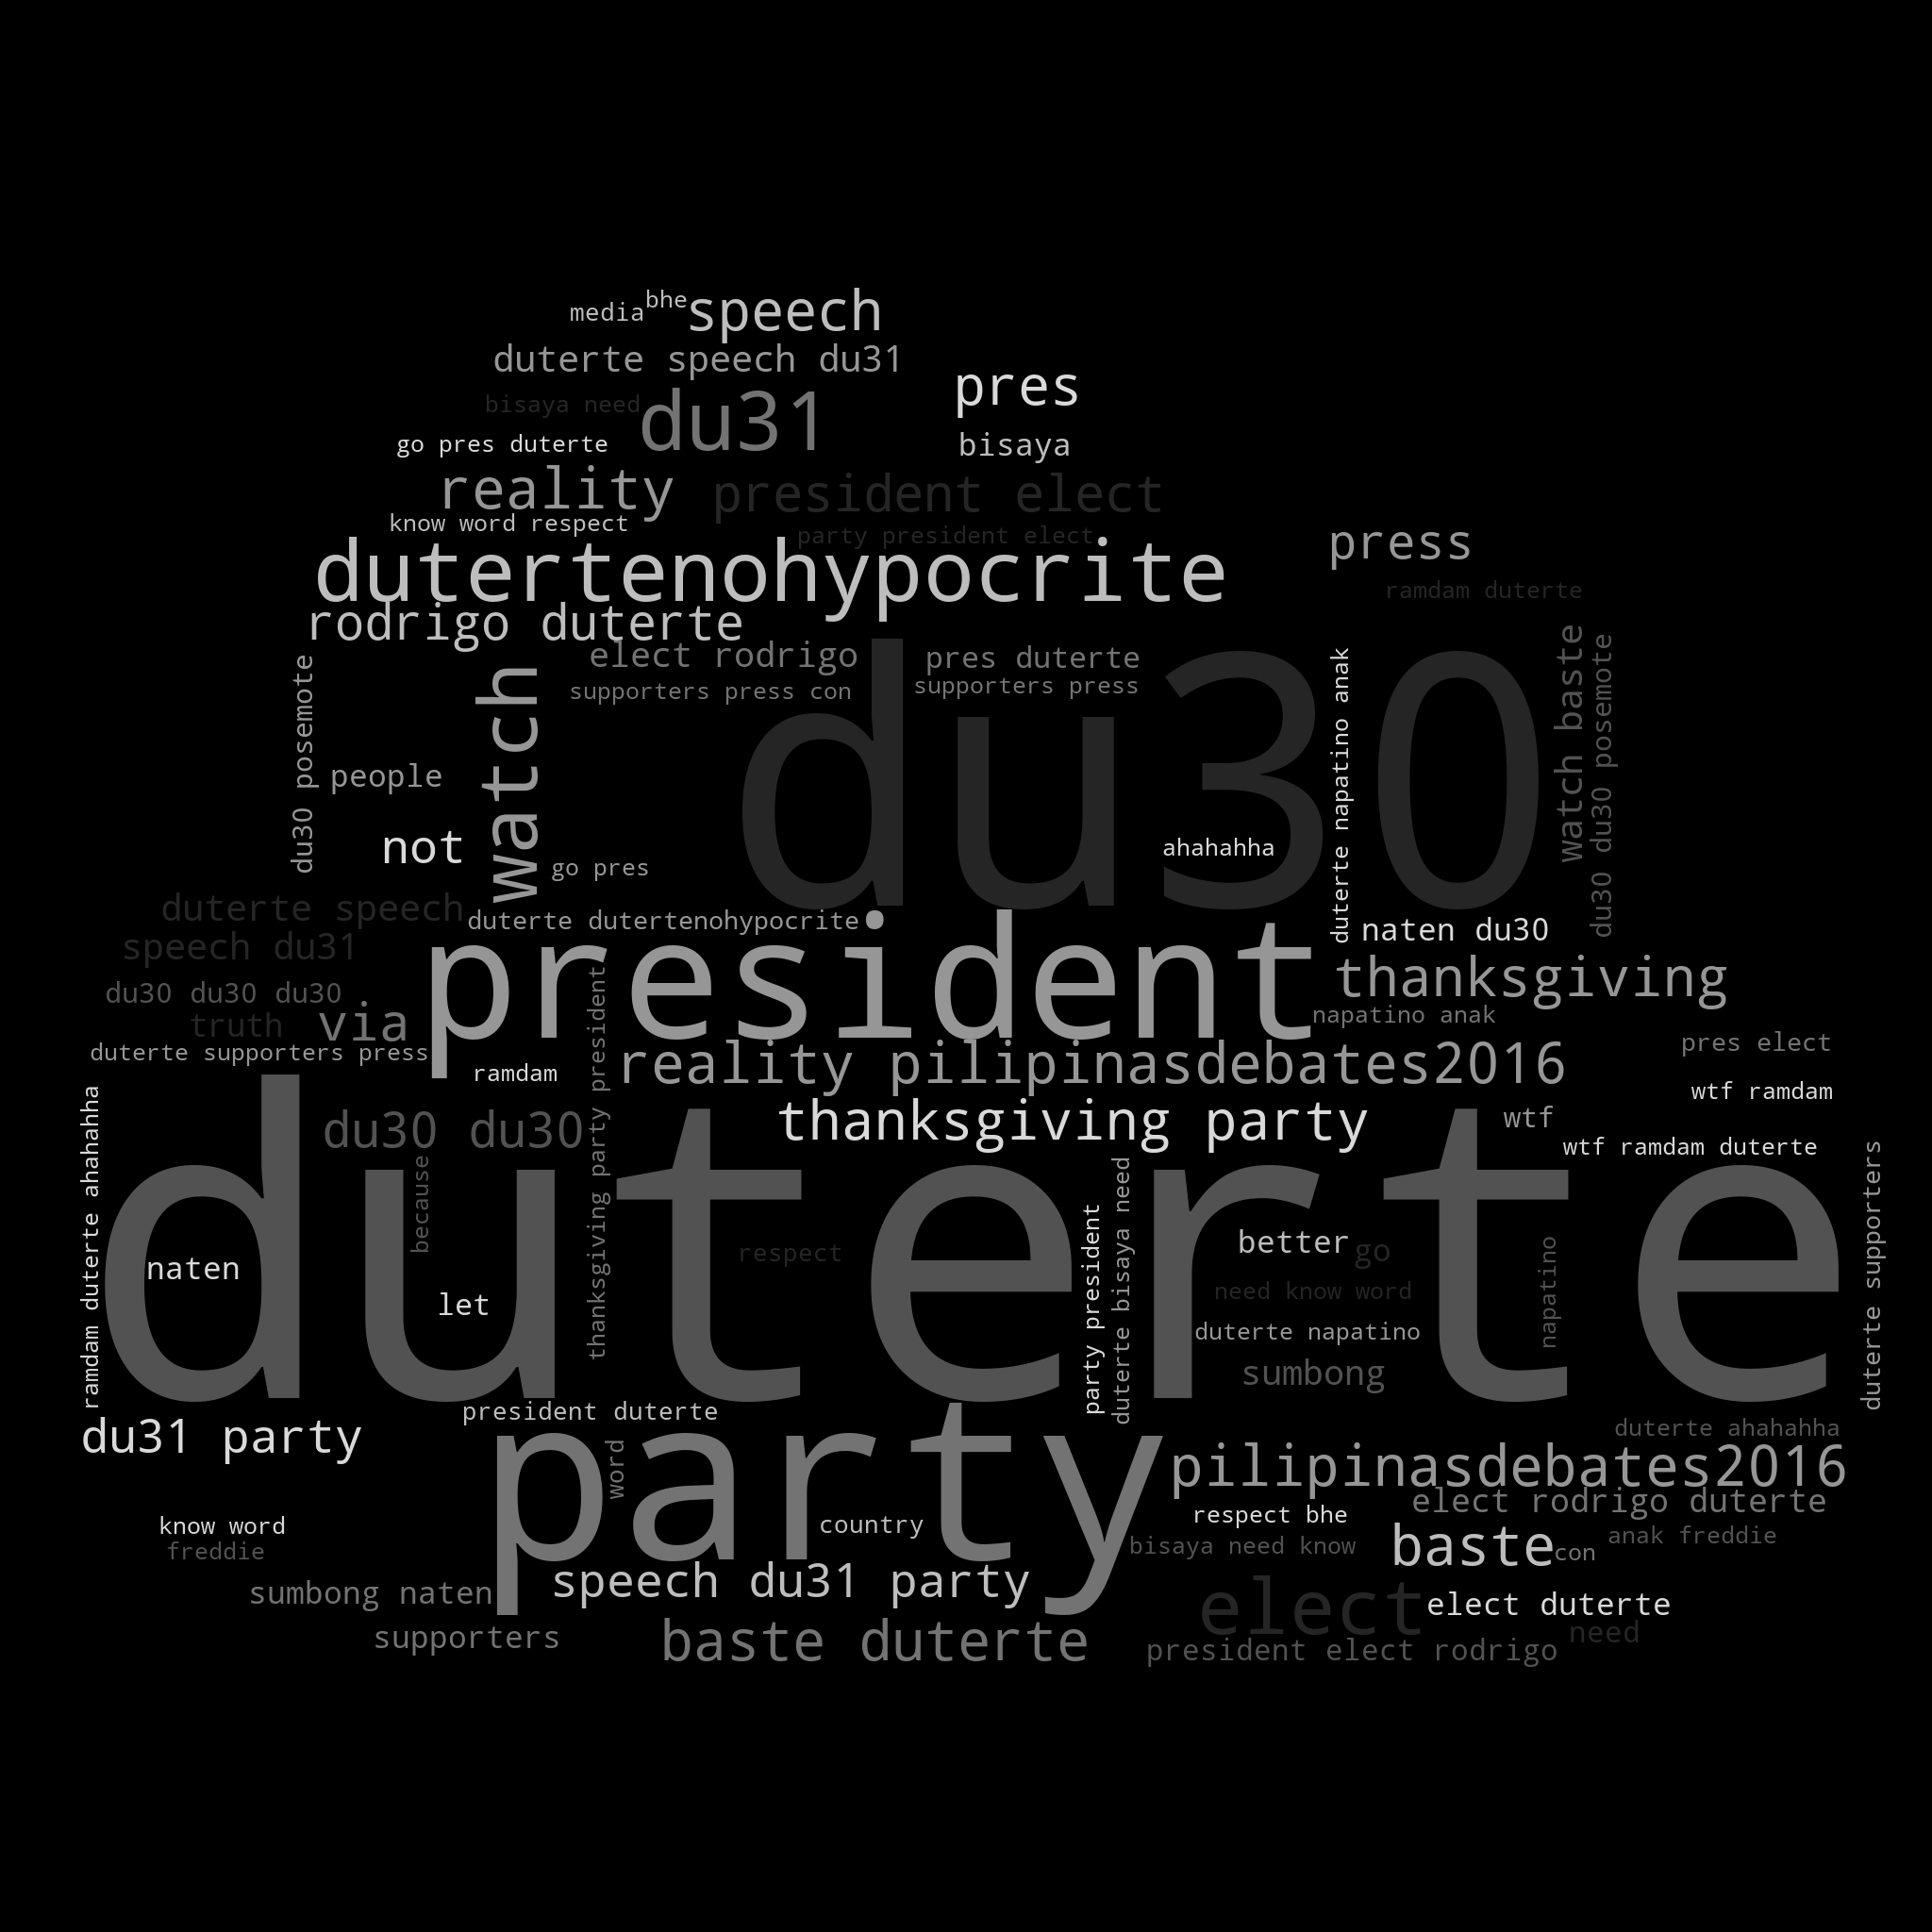 media
bhe
speech
duterte speech du31
pres
bisaya need
du31
go pres duterte
bisaya
reality
president elect
know word respect
party president elect
press
dutertenohypocrite
ramdam duterte
rodrigo duterte
elect rodrigo
pres duterte
supporters press con
supporters press
du30
watch
du30 posemote
people
duterte napatino anak
watch baste
du30 du30 posemote
not
ahahahha
go pres
duterte speech
duterte dutertenohypocrite
naten du30
speech du31
president
thanksgiving
du30 du30 du30
truth
via
napatino anak
duterte supporters press
reality pilipinasdebates2016
pres elect
ramdam
wtf ramdam
du30 du30
thanksgiving party president
thanksgiving party
wtf
wtf ramdam duterte
duterte
ramdam duterte ahahahha
because
naten
let
respect
party president
duterte bisaya need
better
go
need know word
duterte napatino
napatino
sumbong
duterte supporters
president duterte
du31 party
party
word
duterte ahahahha
pilipinasdebates2016
elect rodrigo duterte
know word
country
respect bhe
freddie
bisaya need know
baste
con
anak freddie
sumbong naten
speech du31 party
elect
elect duterte
supporters
baste duterte
president elect rodrigo
need